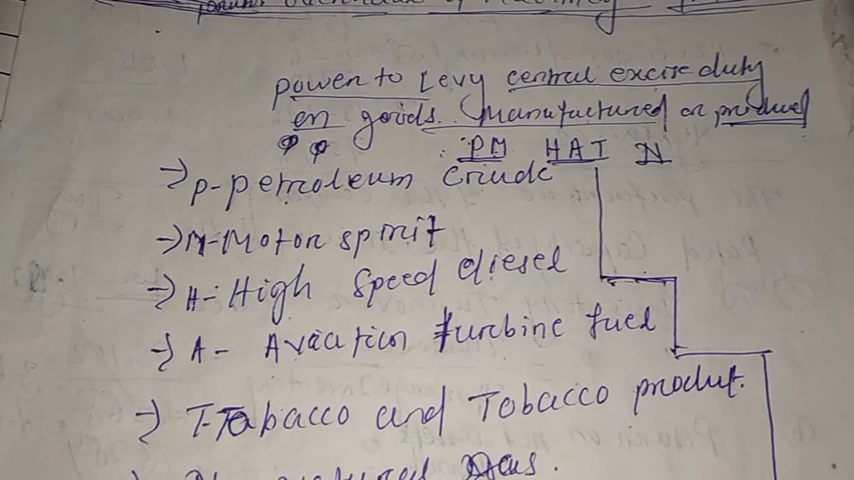 power to Levy central excise duty
on goods. Manufactured or produced
PM HAT N
→ P-petroleum crude
→ M-Motor spirit
→ H-High speed diesel
→ A- Aviation turbine fuel
→ T-Tobacco and Tobacco produt.